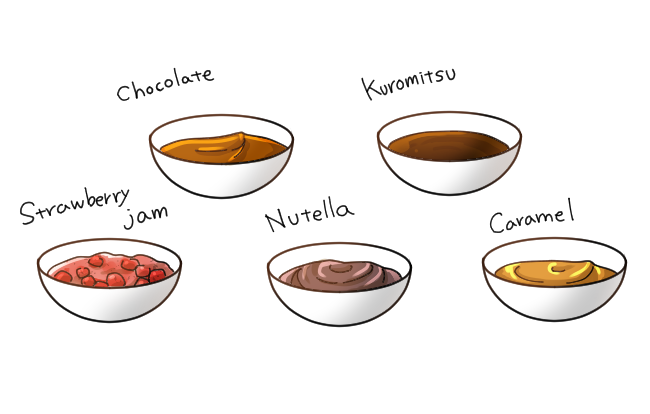 Chocolate
Kuromitsu
Strawberry
jam
Nutella
Caramel